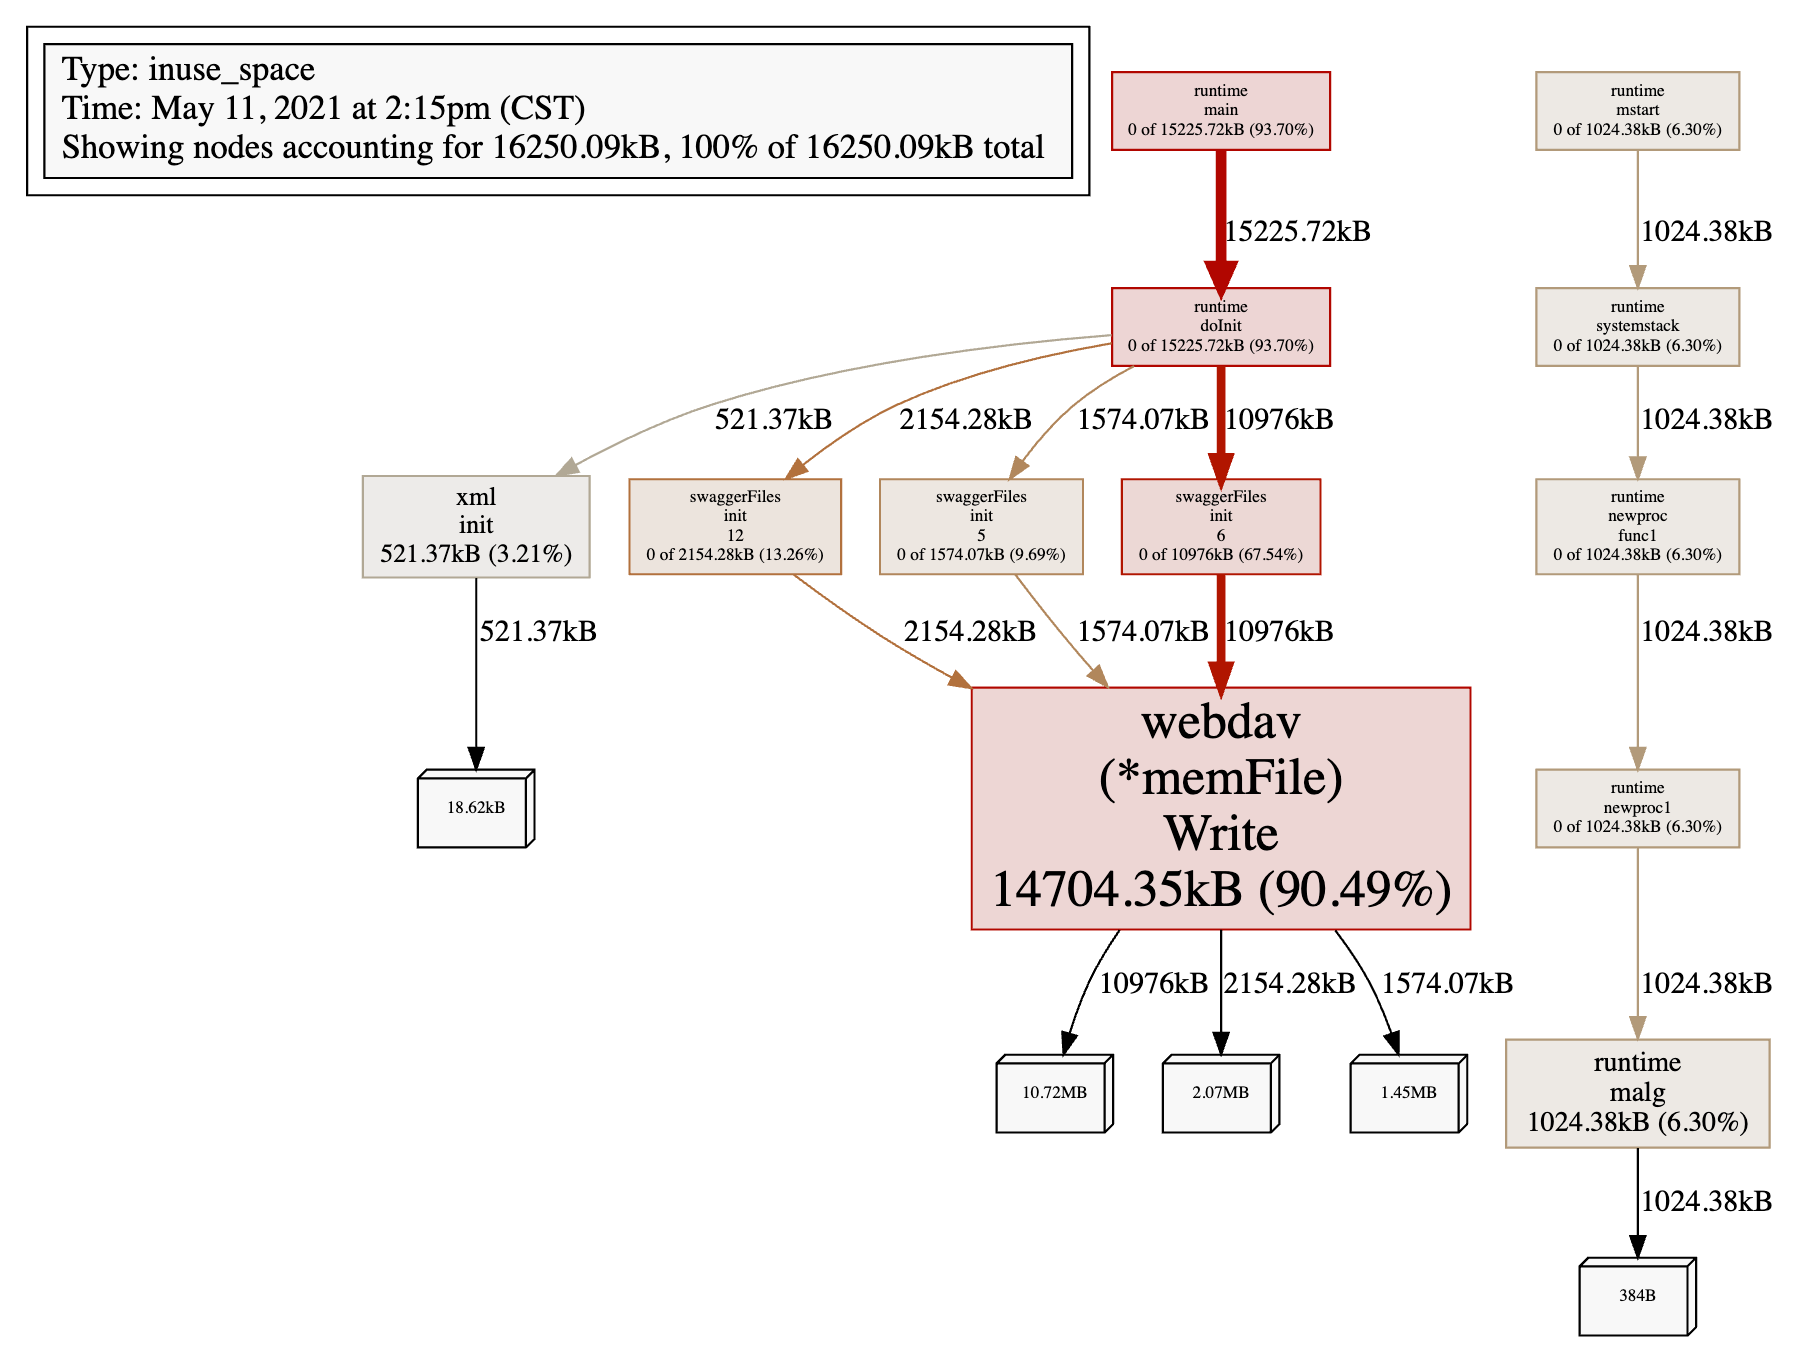 Type: inuse_space
Time: May 11, 2021 at 2:15pm (CST)
Showing nodes accounting for 16250.09kB, 100% of 16250.09kB total
runtime
main
0 of 15225.72kB (93.70%)
runtime
mstart
0 of 1024.38kB (6.30%)
15225.72kB
1024.38kB
runtime
doInit
0 of 15225.72kB (93.70%)
runtime
systemstack
0 of 1024.38kB (6.30%)
521.37kB
2154.28kB
1574.07kB
10976kB
1024.38kB
xml
init
521.37kB (3.21%)
swaggerFiles
init
12
0 of 2154.28kB (13.26%)
swaggerFiles
init
5
0 of 1574.07kB (9.69%)
swaggerFiles
init
6
0 of 10976kB (67.54%)
runtime
newproc
func1
0 of 1024.38kB (6.30%)
521.37kB
2154.28kB
1574.07kB
10976kB
1024.38kB
18.62kB
webdav
(*memFile)
Write
14704.35kB (90.49%)
runtime
newproc1
0 of 1024.38kB (6.30%)
10976kB
2154.28kB
1574.07kB
1024.38kB
10.72MB
2.07MB
1.45MB
runtime
malg
1024.38kB (6.30%)
1024.38kB
384B